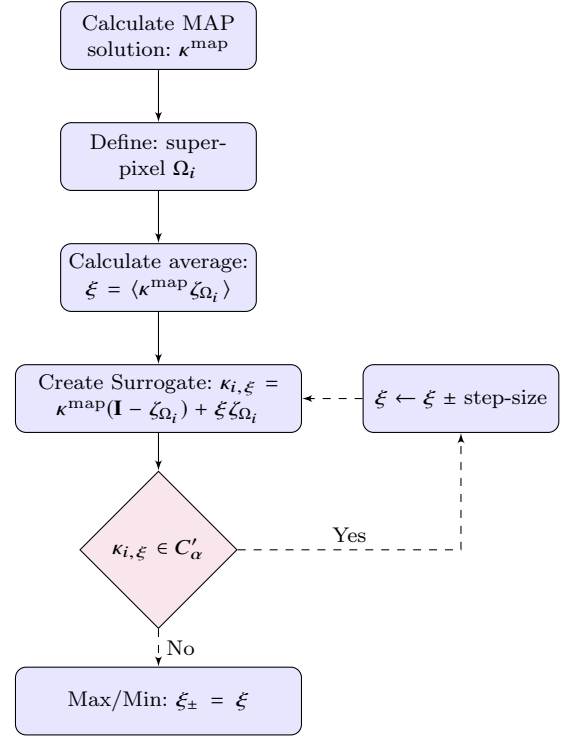 Calculate MAP
solution: κ^map
Define: super-
pixel Ω_i
Calculate average:
ξ = ⟨κ^map ζ_Ω_i⟩
Create Surrogate: κ_i,ξ =
κ^map(I − ζ_Ω_i) + ξζ_Ω_i
ξ ← ξ ± step-size
κ_i,ξ ∈ C′_α
Yes
No
Max/Min: ξ_± = ξ